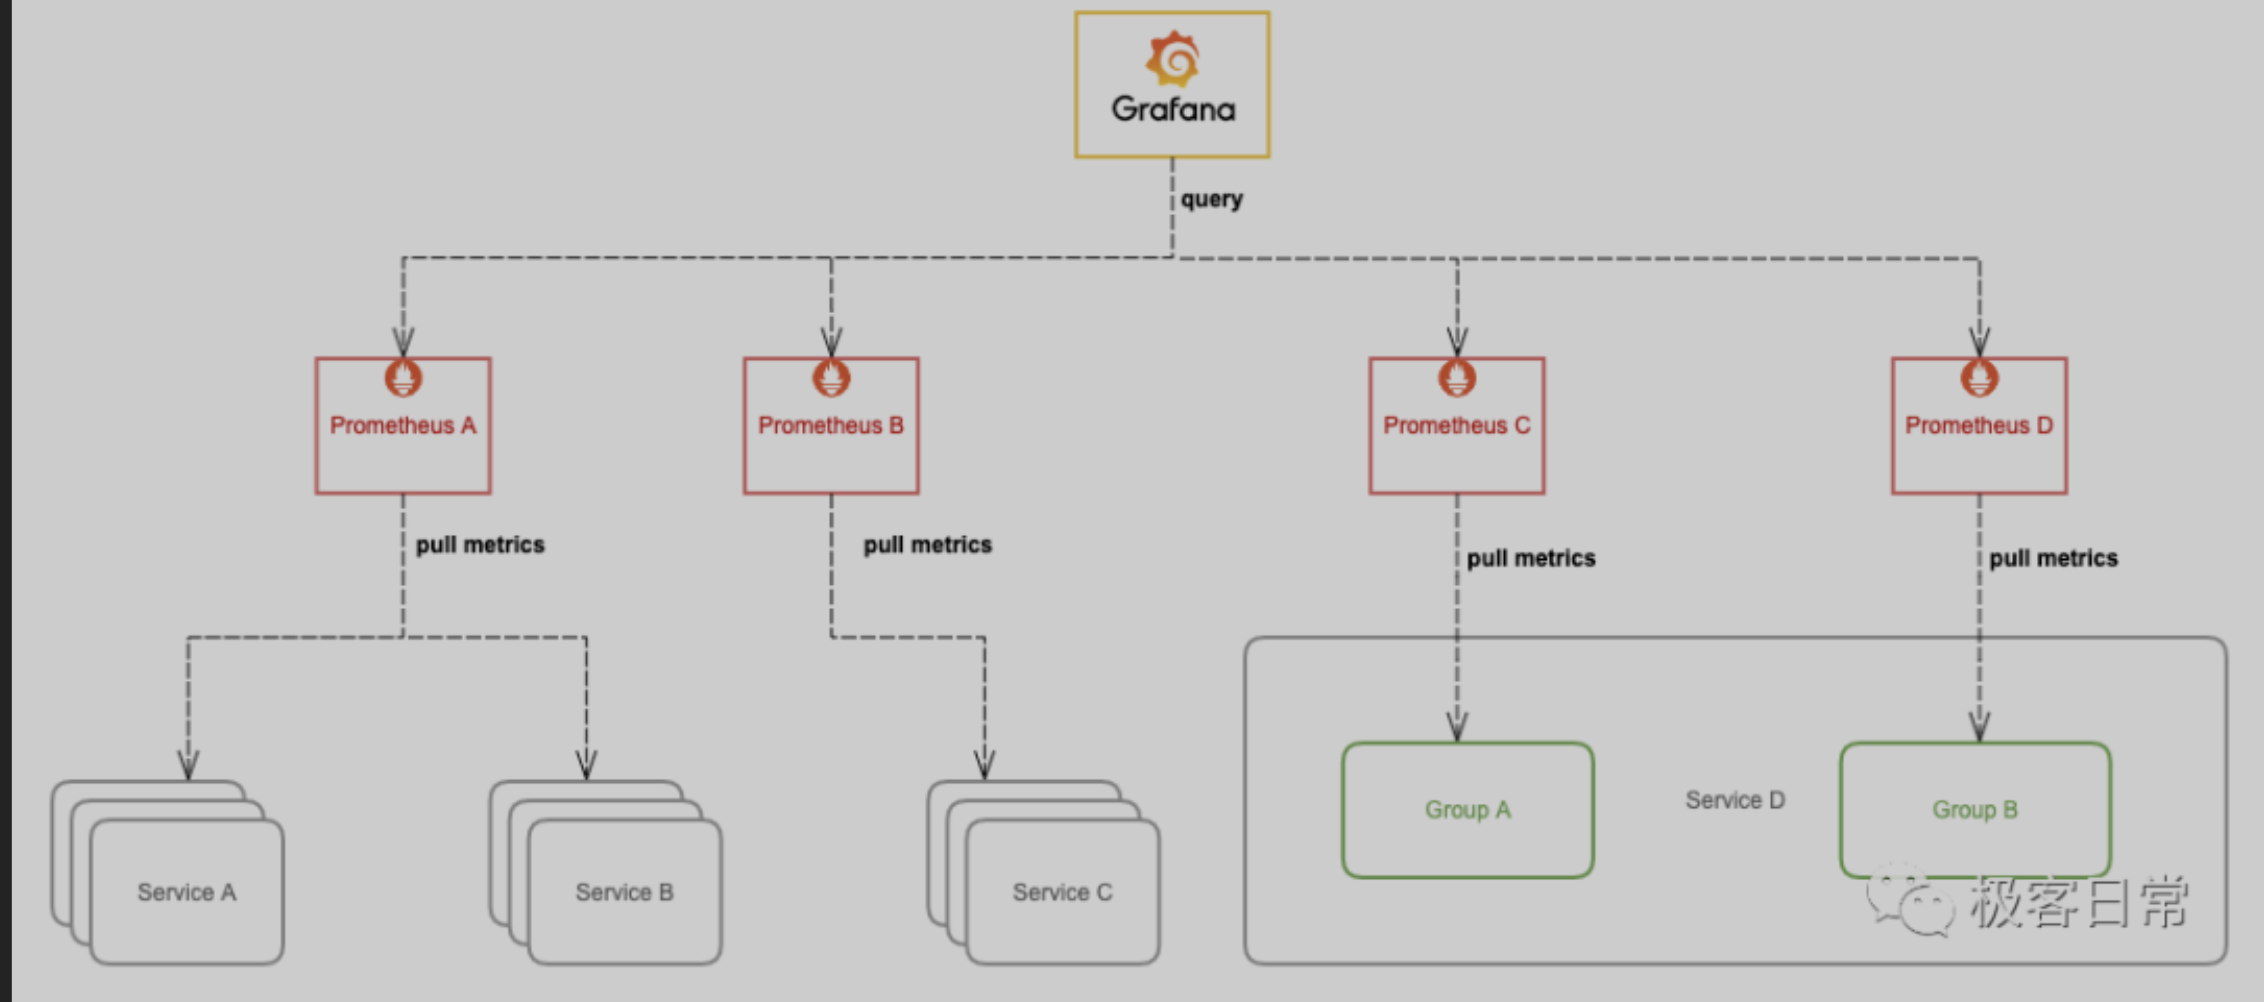 Grafana
query
Prometheus A
Prometheus B
Prometheus C
Prometheus D
pull metrics
pull metrics
pull metrics
pull metrics
Service A
Service B
Service C
Group A
Service D
Group B
极客日常